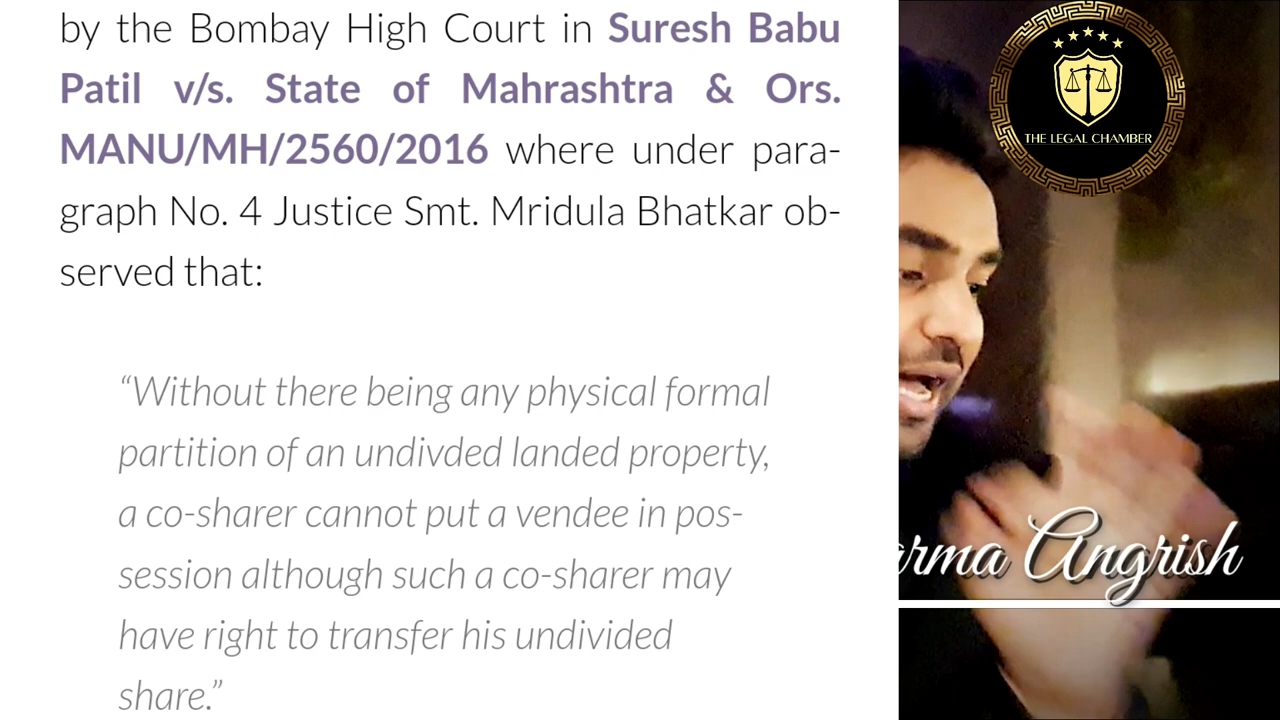 by the Bombay High Court in Suresh Babu
Patil v/s. State of Mahrashtra & Ors.
MANU/MH/2560/2016 where under para-
graph No. 4 Justice Smt. Mridula Bhatkar ob-
served that:
“Without there being any physical formal
partition of an undivded landed property,
a co-sharer cannot put a vendee in pos-
session although such a co-sharer may
have right to transfer his undivided
share.”
THE LEGAL CHAMBER
arma Angrish